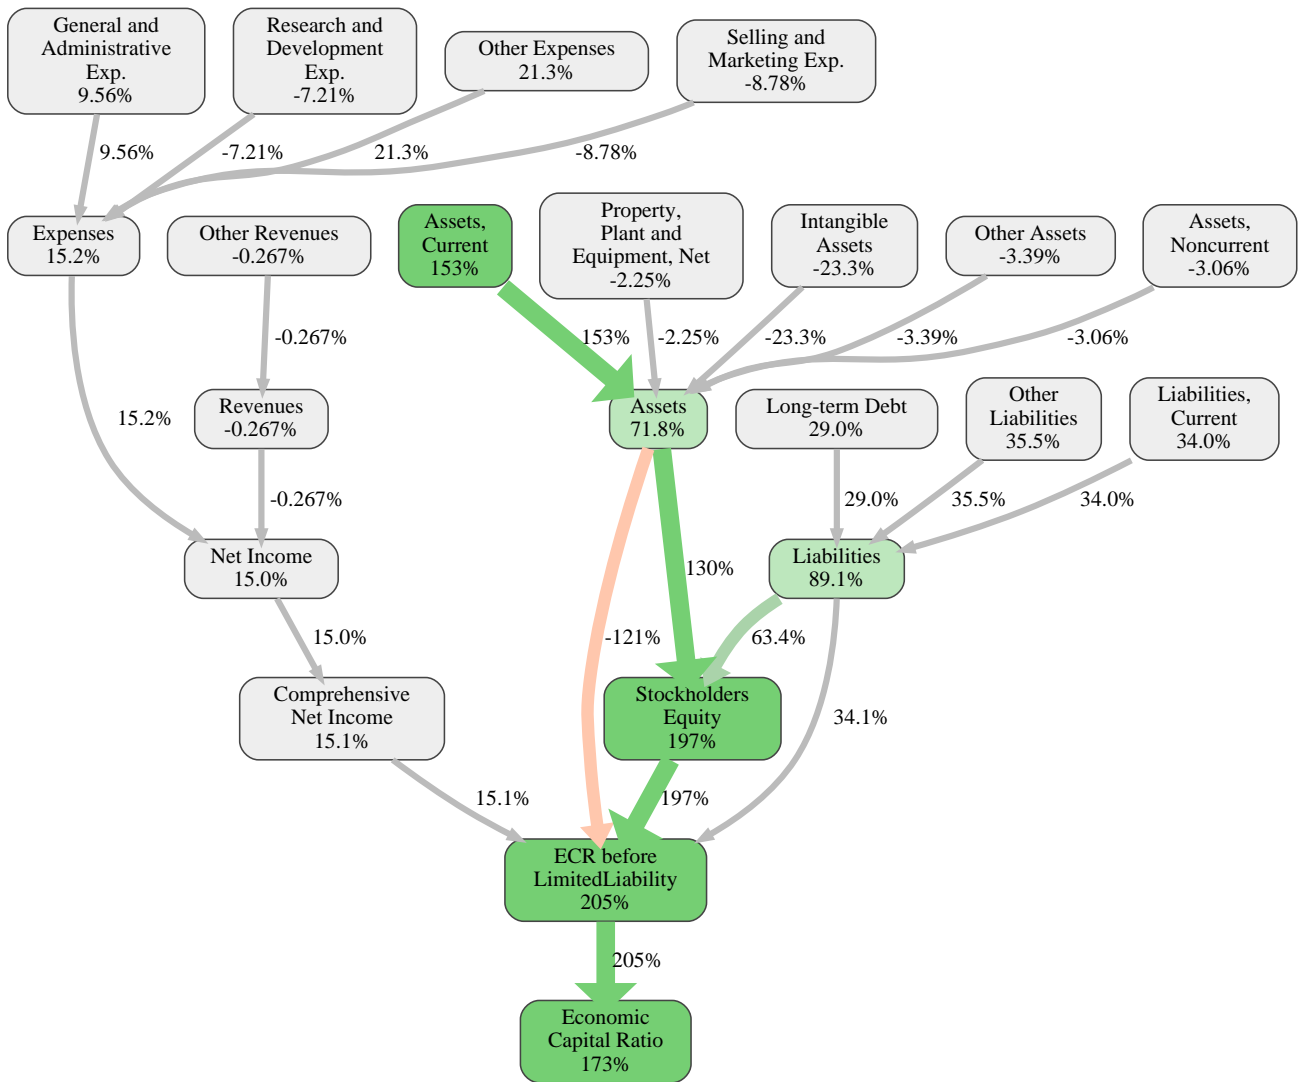 General and
Administrative
Exp.
9.56%
Research and
Development
Exp.
-7.21%
Other Expenses
21.3%
Selling and
Marketing Exp.
-8.78%
9.56%
-7.21%
21.3%
-8.78%
Expenses
15.2%
Other Revenues
-0.267%
Assets,
Current
153%
Property,
Plant and
Equipment, Net
-2.25%
Intangible
Assets
-23.3%
Other Assets
-3.39%
Assets,
Noncurrent
-3.06%
-0.267%
153%
-2.25%
-23.3%
-3.39%
-3.06%
15.2%
Revenues
-0.267%
Assets
71.8%
Long-term Debt
29.0%
Other
Liabilities
35.5%
Liabilities,
Current
34.0%
-0.267%
29.0%
35.5%
34.0%
Net Income
15.0%
130%
Liabilities
89.1%
15.0%
-121%
63.4%
Comprehensive
Net Income
15.1%
Stockholders
Equity
197%
34.1%
15.1%
197%
ECR before
LimitedLiability
205%
205%
Economic
Capital Ratio
173%